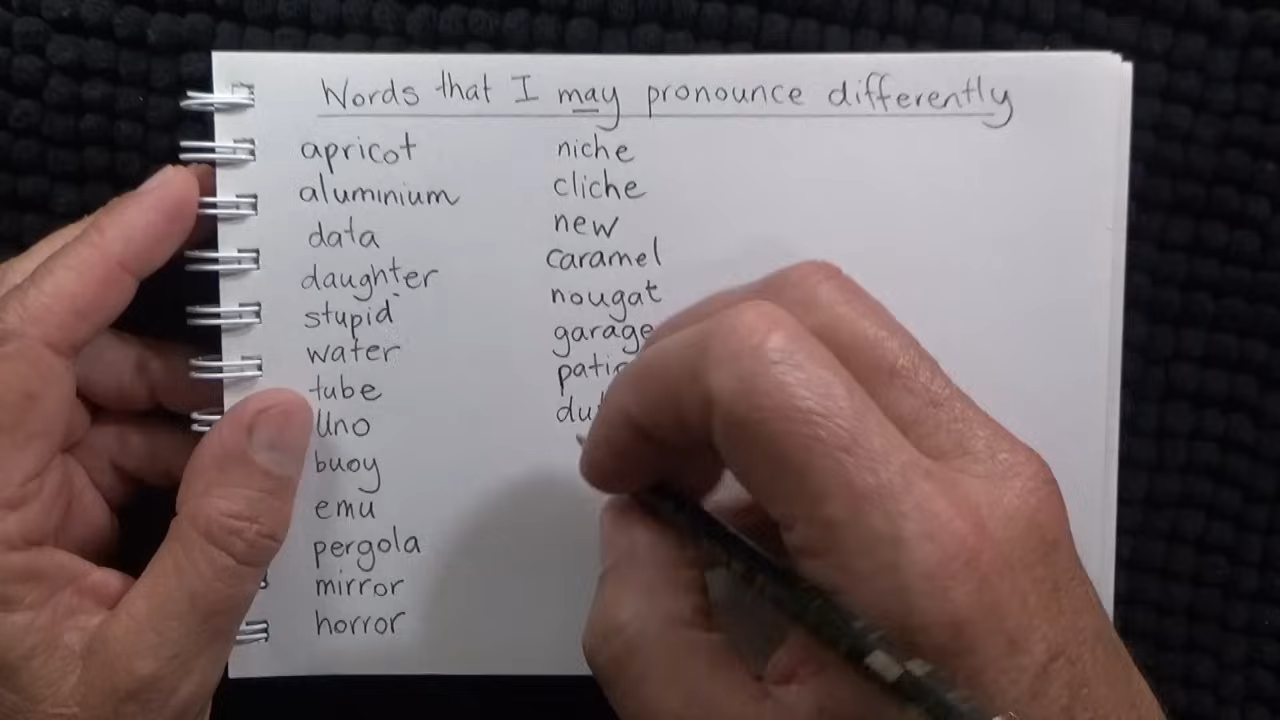 Words that I may pronounce differently
apricot
aluminium
data
daughter
stupid
water
tube
Uno
buoy
emu
pergola
mirror
horror
niche
cliche
new
caramel
nougat
garage